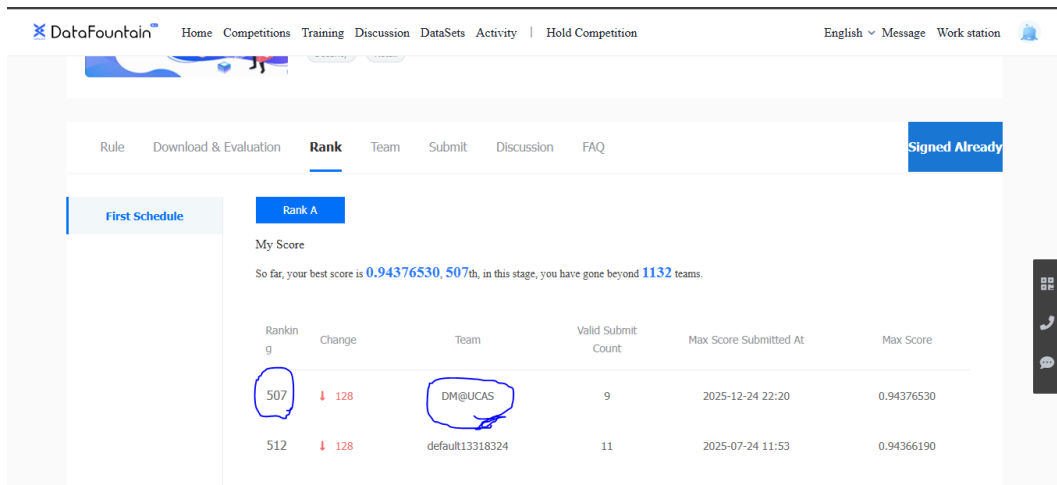 DataFountain
Home Competitions Training Discussion DataSets Activity | Hold Competition English Message Work station
Rule Download & Evaluation Rank Team Submit Discussion FAQ Signed Already
First Schedule
Rank A
My Score
So far, your best score is 0.94376530, 507th, in this stage, you have gone beyond 1132 teams.
Rankin
g
Change Team Valid Submit
Count
Max Score Submitted At Max Score
507 ↓ 128 DM@UCAS 9 2025-12-24 22:20 0.94376530
512 ↓ 128 default13318324 11 2025-07-24 11:53 0.94366190